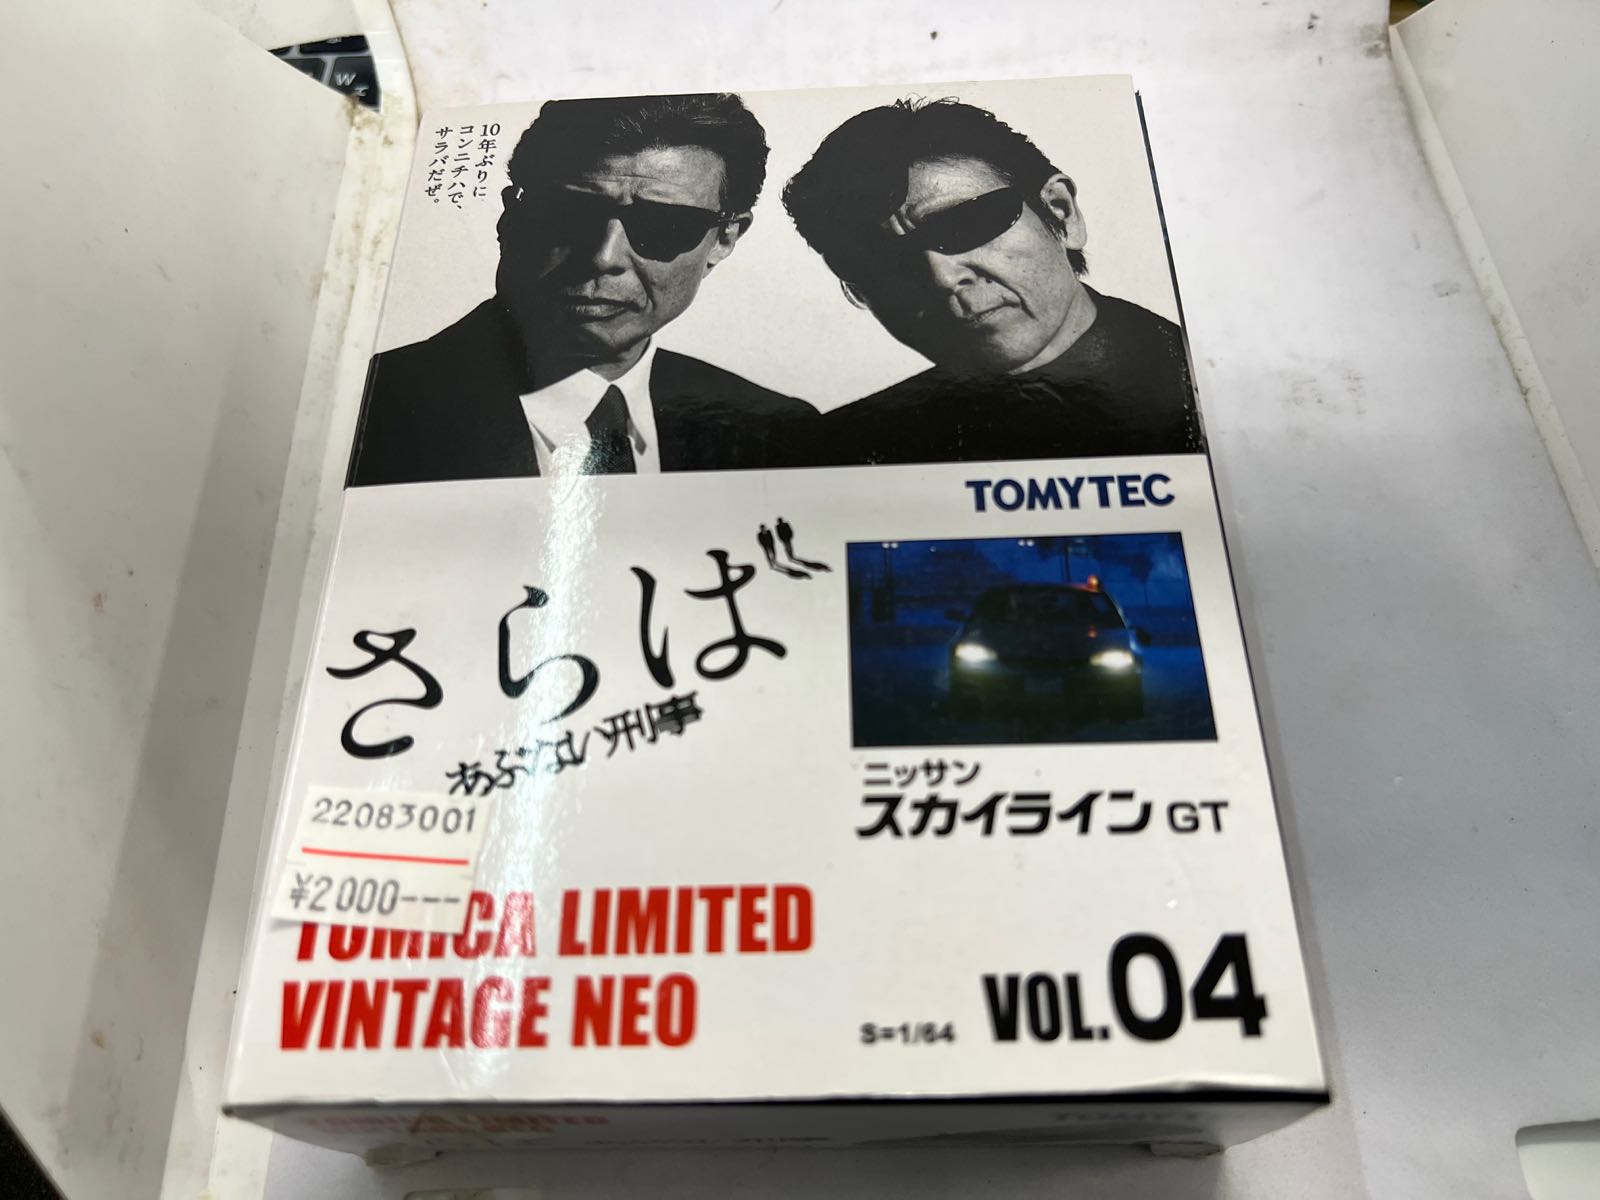 10年ぶりに
コンニチハで、
サラバだぜ。
TOMYTEC
さらば
あぶない刑事
ニッサン
スカイライン GT
22083001
¥2000---
TOMICA LIMITED
VINTAGE NEO
S=1/64
VOL.04
W